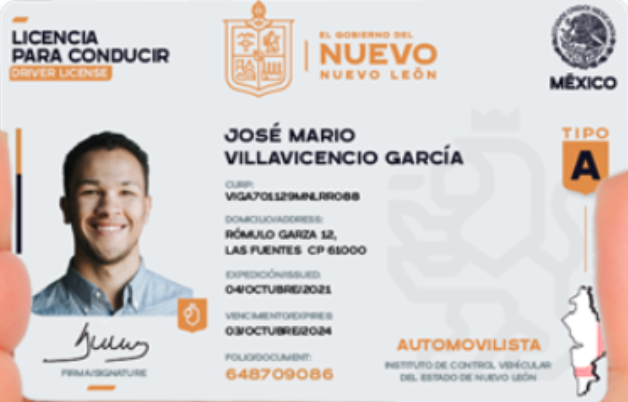 LICENCIA
PARA CONDUCIR
DRIVER LICENSE
EL GOBIERNO DEL
NUEVO
NUEVO LEÓN
MÉXICO
JOSÉ MARIO
VILLAVICENCIO GARCÍA
TIPO
A
CURP:
VIGA701129MNLRR088
DOMICILIO/ADDRESS:
RÓMULO GARZA 12,
LAS FUENTES CP 61000
EXPEDICIÓN/ISSUED:
04/OCTUBRE/2021
VENCIMIENTO/EXPIRES:
03/OCTUBRE/2024
FOLIO/DOCUMENT:
648709086
FIRMA/SIGNATURE
AUTOMOVILISTA
INSTITUTO DE CONTROL VEHÍCULAR
DEL ESTADO DE NUEVO LEÓN